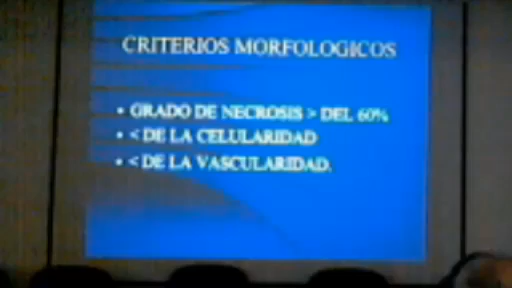 CRITERIOS MORFOLOGICOS
• GRADO DE NECROSIS > DEL 60%
• < DE LA CELULARIDAD
• < DE LA VASCULARIDAD.